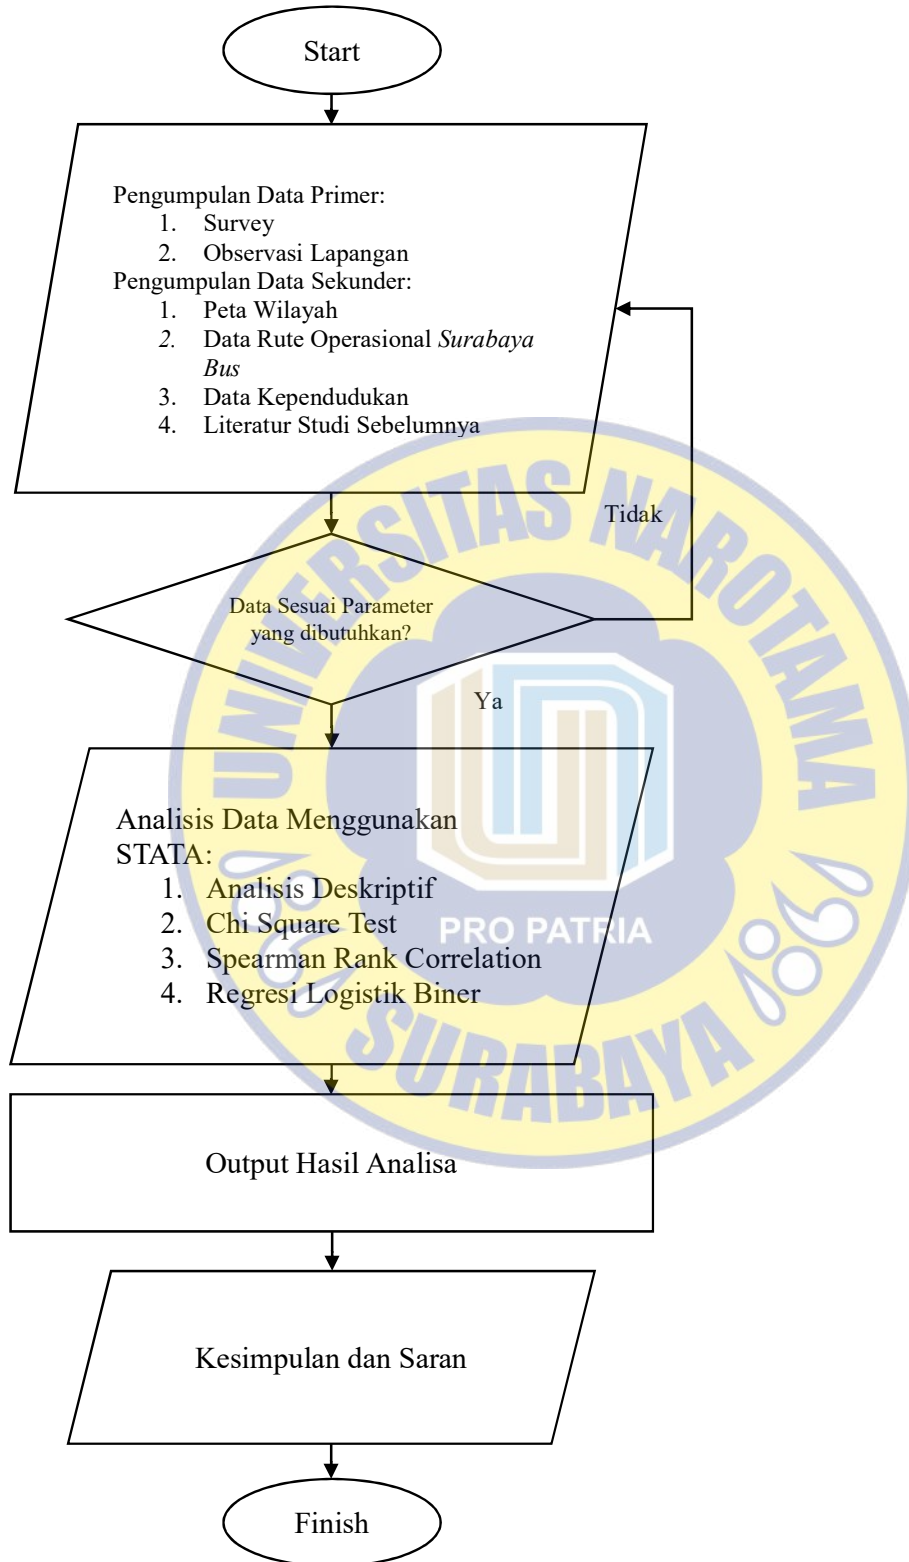 Start
Pengumpulan Data Primer:
1. Survey
2. Observasi Lapangan
Pengumpulan Data Sekunder:
1. Peta Wilayah
2. Data Rute Operasional Surabaya
Bus
3. Data Kependudukan
4. Literatur Studi Sebelumnya
Tidak
Data Sesuai Parameter
yang dibutuhkan?
Ya
Analisis Data Menggunakan
STATA:
1. Analisis Deskriptif
2. Chi Square Test
3. Spearman Rank Correlation
4. Regresi Logistik Biner
Output Hasil Analisa
Kesimpulan dan Saran
Finish
UNIVERSITAS NAROTAMA
PRO PATRIA
SURABAYA